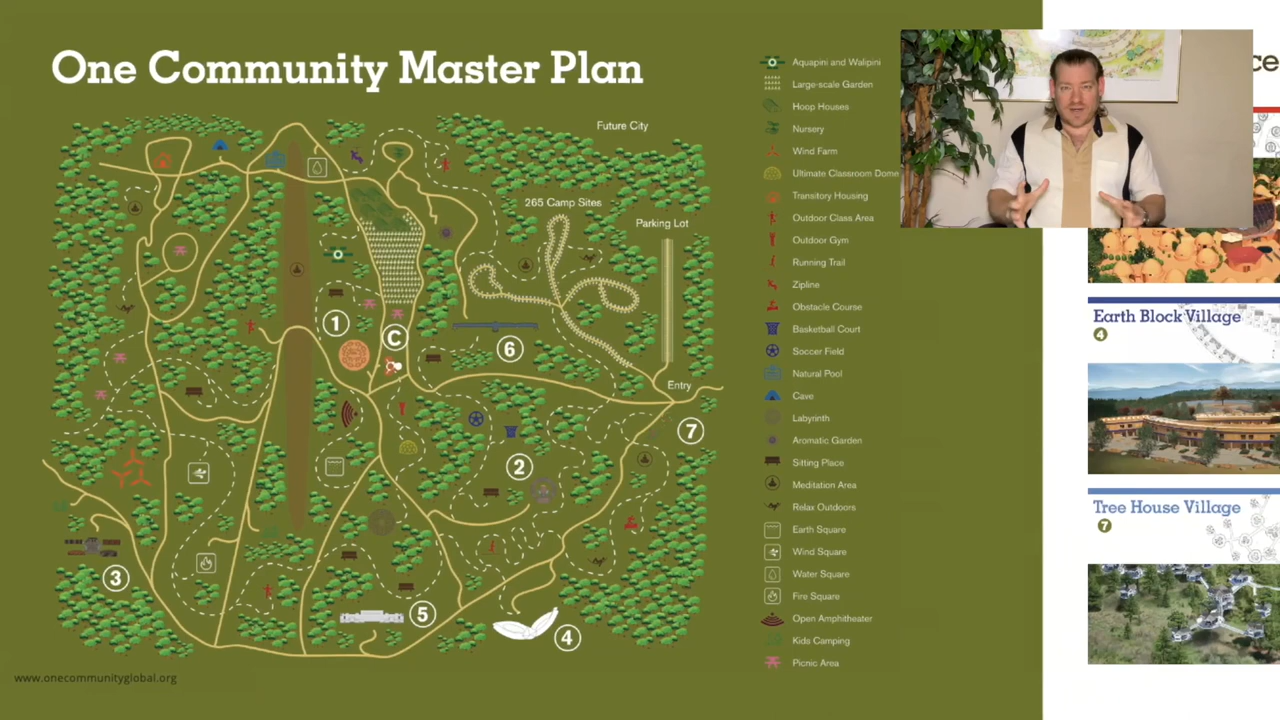 One Community Master Plan
Future City
265 Camp Sites
Parking Lot
1
C
6
Entry
7
2
3
5
4
www.onecommunityglobal.org
Aquapini and Walipini
Large-scale Garden
Hoop Houses
Nursery
Wind Farm
Ultimate Classroom Dome
Transitory Housing
Outdoor Class Area
Outdoor Gym
Running Trail
Zipline
Obstacle Course
Basketball Court
Soccer Field
Natural Pool
Cave
Labyrinth
Aromatic Garden
Sitting Place
Meditation Area
Relax Outdoors
Earth Square
Wind Square
Water Square
Fire Square
Open Amphitheater
Kids Camping
Picnic Area
ce
Earth Block Village
4
Tree House Village
7